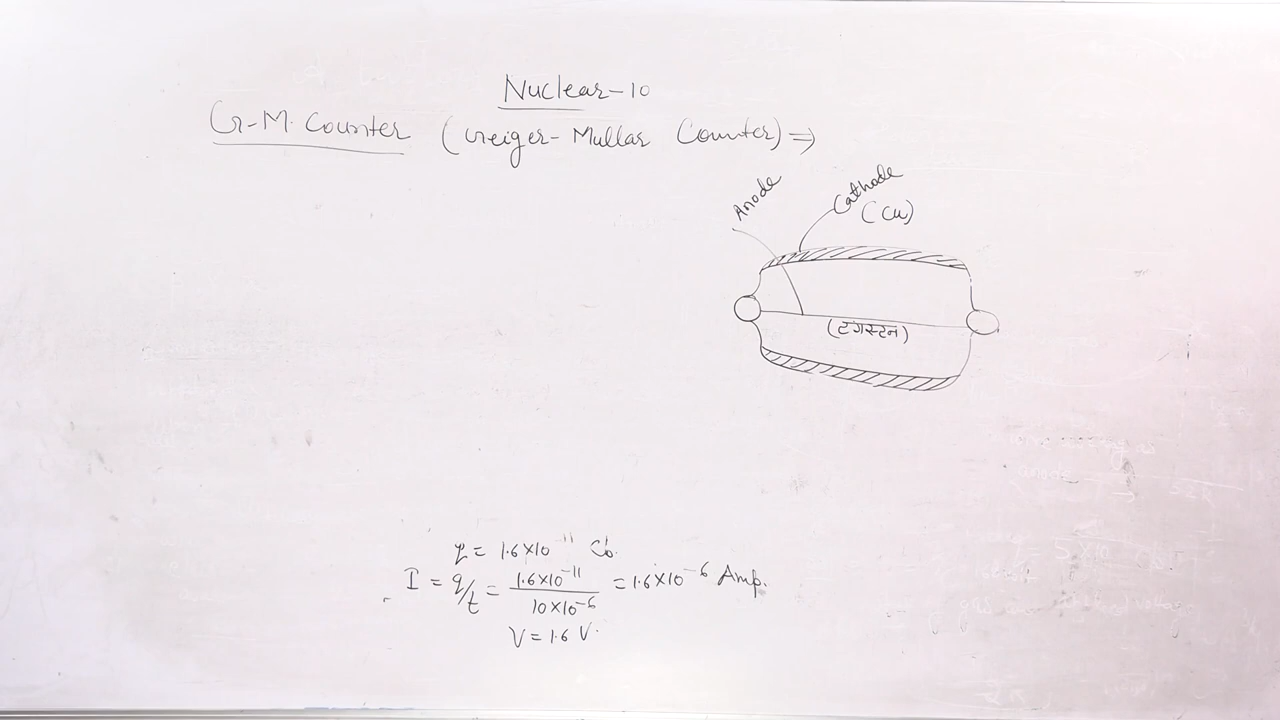 Nuclear-10
G-M. Counter (Geiger- Mullar Counter) ⇒
Anode
Cathode
(Cu)
(टंगस्टन)
q = 1.6×10⁻¹¹ Cb.
I = q/t = 1.6×10⁻¹¹ / 10×10⁻⁶ = 1.6×10⁻⁶ Amp.
V = 1.6 V.